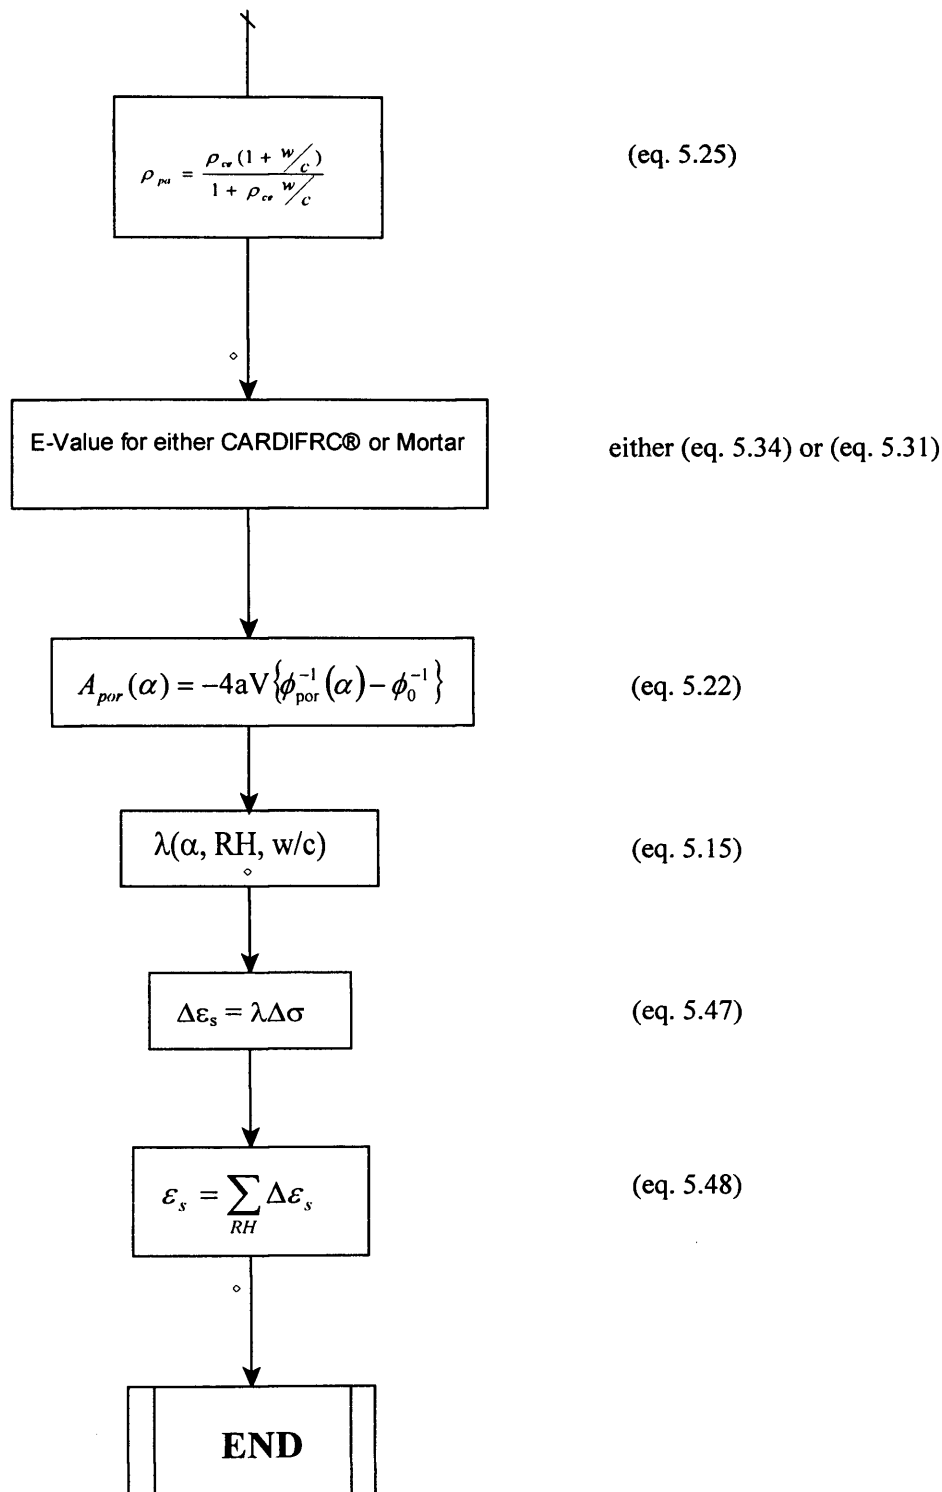 ρ_pa = ρ_ce (1 + w/c) / 1 + ρ_ce w/c (eq. 5.25)
E-Value for either CARDIFRC® or Mortar either (eq. 5.34) or (eq. 5.31)
A_por(α) = −4aV{ϕ_por^−1(α) − ϕ_0^−1} (eq. 5.22)
λ(α, RH, w/c) (eq. 5.15)
Δε_s = λΔσ (eq. 5.47)
ε_s = ∑_RH Δε_s (eq. 5.48)
END